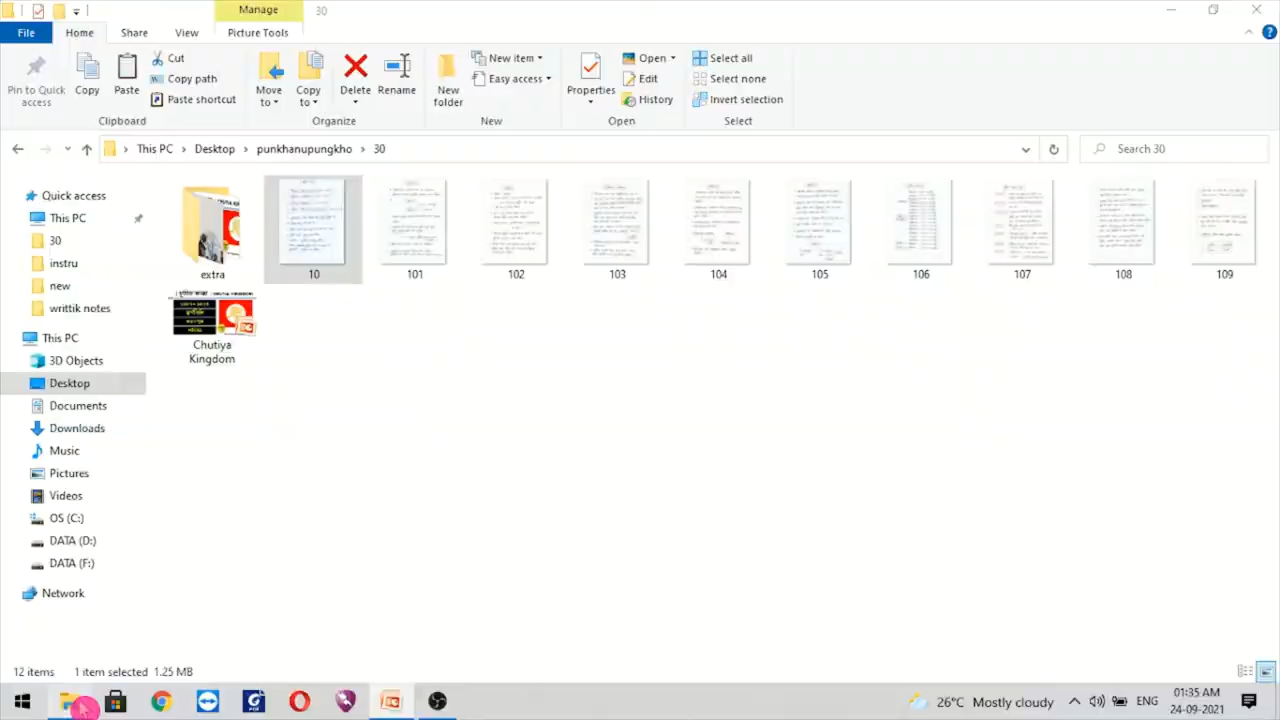 Manage
30
File
Home
Share
View
Picture Tools
Pin to Quick access
Copy
Paste
Cut
Copy path
Paste shortcut
Clipboard
Move to
Copy to
Delete
Rename
Organize
New folder
New item
Easy access
New
Properties
Open
Edit
History
Open
Select all
Select none
Invert selection
Select
This PC
Desktop
punkhanupungkho
30
Search 30
Quick access
This PC
30
instru
new
writtik notes
This PC
3D Objects
Desktop
Documents
Downloads
Music
Pictures
Videos
OS (C:)
DATA (D:)
DATA (F:)
Network
extra
10
101
102
103
104
105
106
107
108
109
Chutiya
Kingdom
12 items 1 item selected 1.25 MB
26°C Mostly cloudy
ENG
01:35 AM
24-09-2021